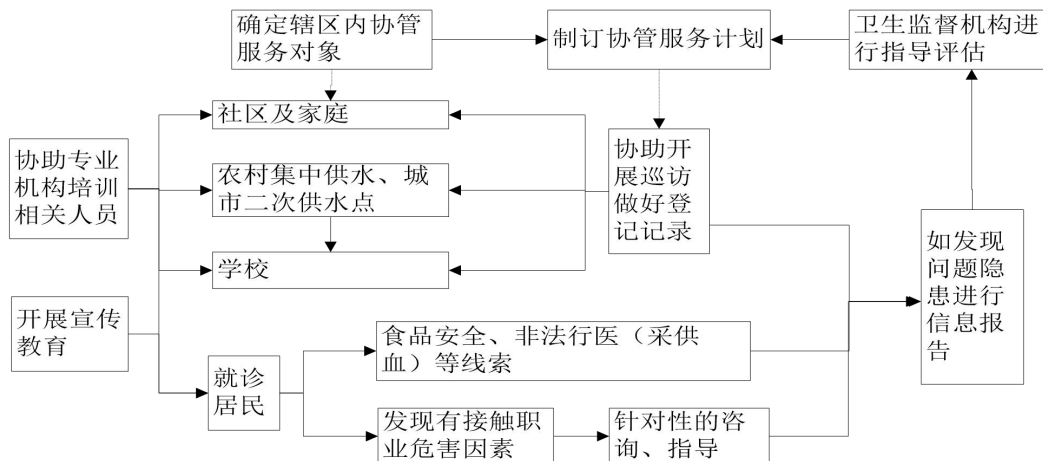 确定辖区内协管
服务对象
制订协管服务计划
卫生监督机构进
行指导评估
社区及家庭
协助专业
机构培训
相关人员
农村集中供水、城
市二次供水点
协助开
展巡访
做好登
记记录
学校
如发现
问题隐
患进行
信息报
告
开展宣传
教育
食品安全、非法行医（采供
血）等线索
就诊
居民
发现有接触职
业危害因素
针对性的咨
询、指导